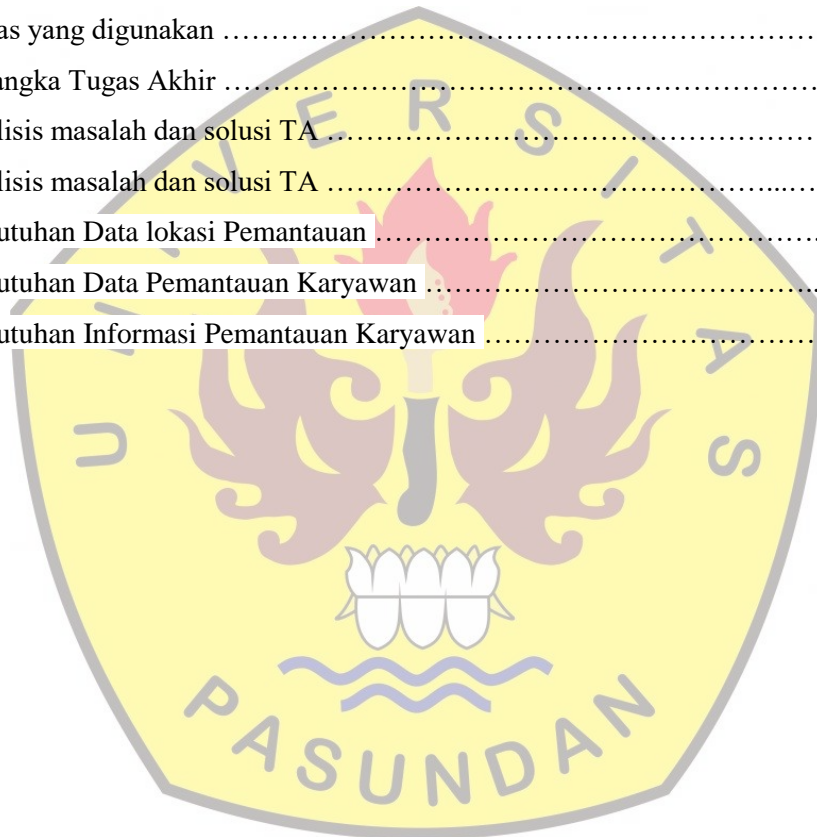 as yang digunakan ……………………………………..……………………
angka Tugas Akhir ……………………………………………………………
lisis masalah dan solusi TA …………………………………………………
lisis masalah dan solusi TA ……………………………………………...…
utuhan Data lokasi Pemantauan ……………………………………………
utuhan Data Pemantauan Karyawan ………………………………………..
utuhan Informasi Pemantauan Karyawan …………………………………
UNIVERSITAS
PASUNDAN